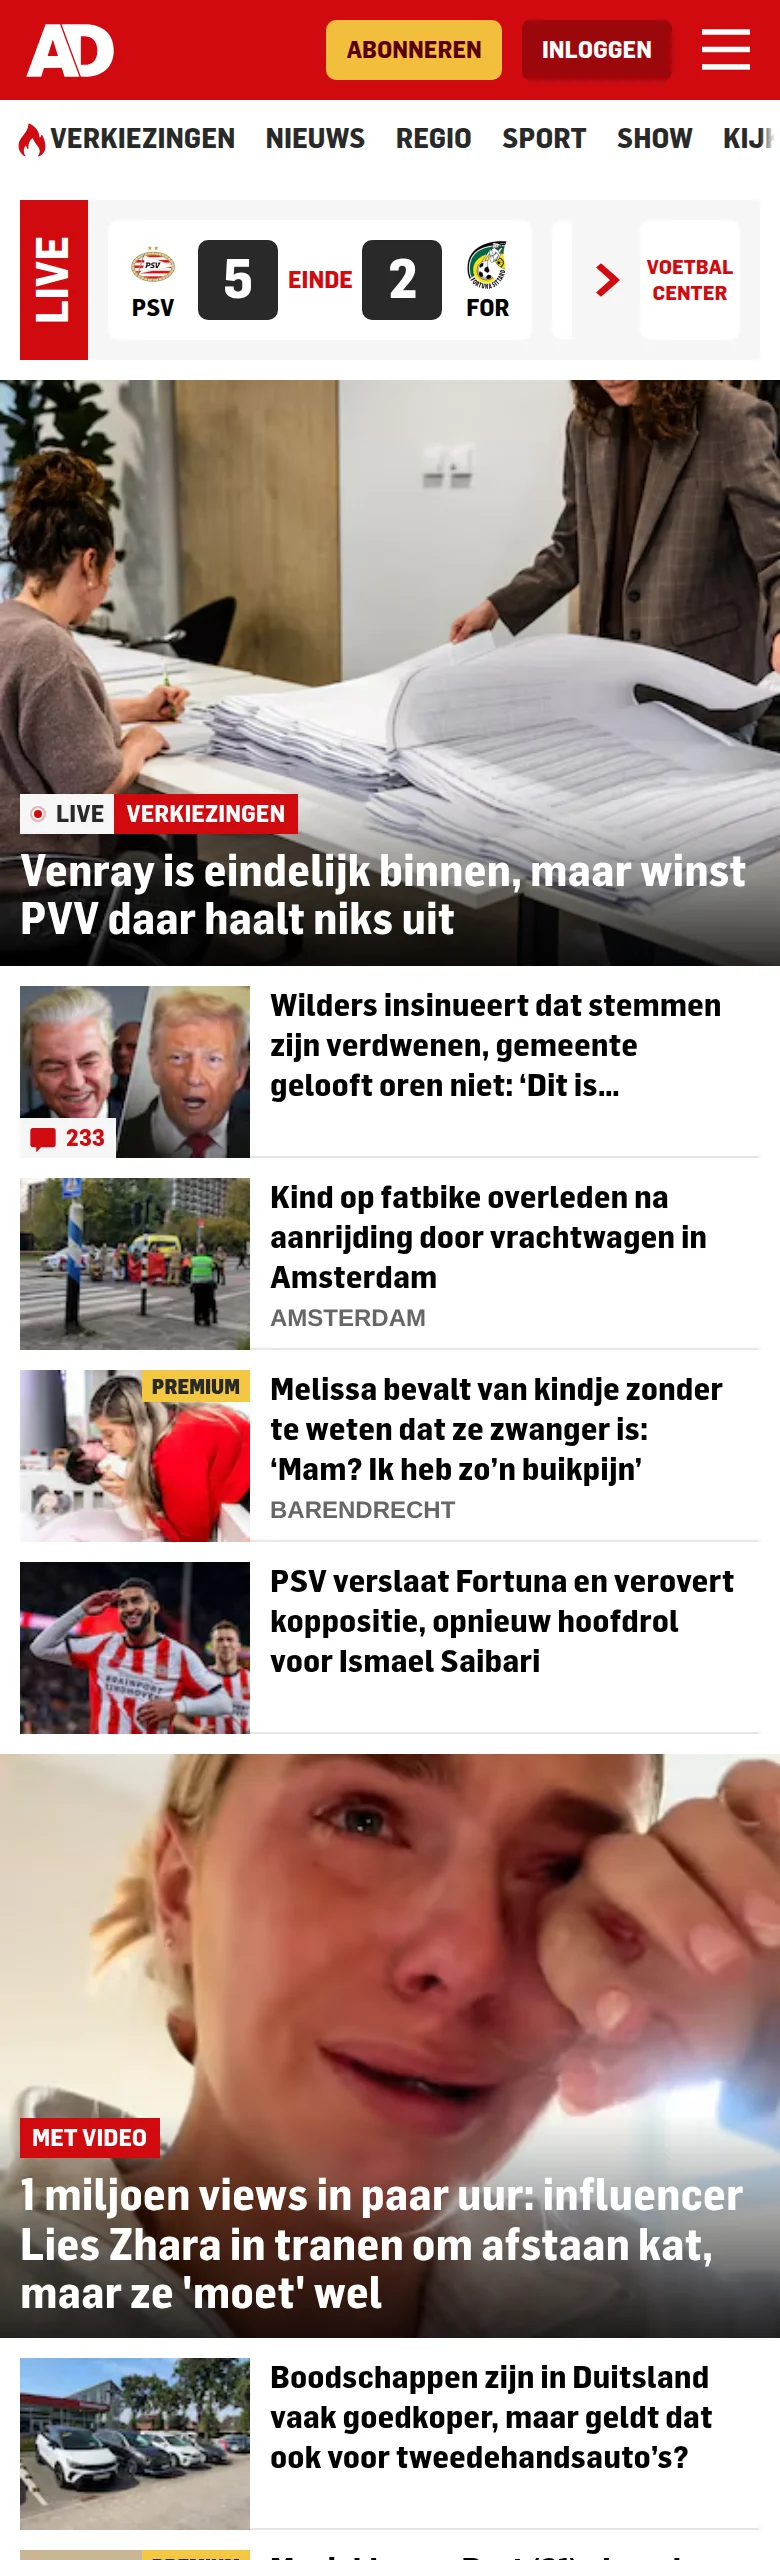 AD
ABONNEREN
INLOGGEN
VERKIEZINGEN NIEUWS REGIO SPORT SHOW
LIVE
PSV
PSV 5 EINDE 2 FOR
VOETBAL
CENTER
LIVE VERKIEZINGEN
Venray is eindelijk binnen, maar winst
PVV daar haalt niks uit
Wilders insinueert dat stemmen
zijn verdwenen, gemeente
gelooft oren niet: ‘Dit is...
233
Kind op fatbike overleden na
aanrijding door vrachtwagen in
Amsterdam
AMSTERDAM
PREMIUM
Melissa bevalt van kindje zonder
te weten dat ze zwanger is:
‘Mam? Ik heb zo’n buikpijn’
BARENDRECHT
PSV verslaat Fortuna en verovert
koppositie, opnieuw hoofdrol
voor Ismael Saibari
BRAINPORT
EINDHOVEN
MET VIDEO
1 miljoen views in paar uur: influencer
Lies Zhara in tranen om afstaan kat,
maar ze 'moet' wel
Boodschappen zijn in Duitsland
vaak goedkoper, maar geldt dat
ook voor tweedehandsauto’s?